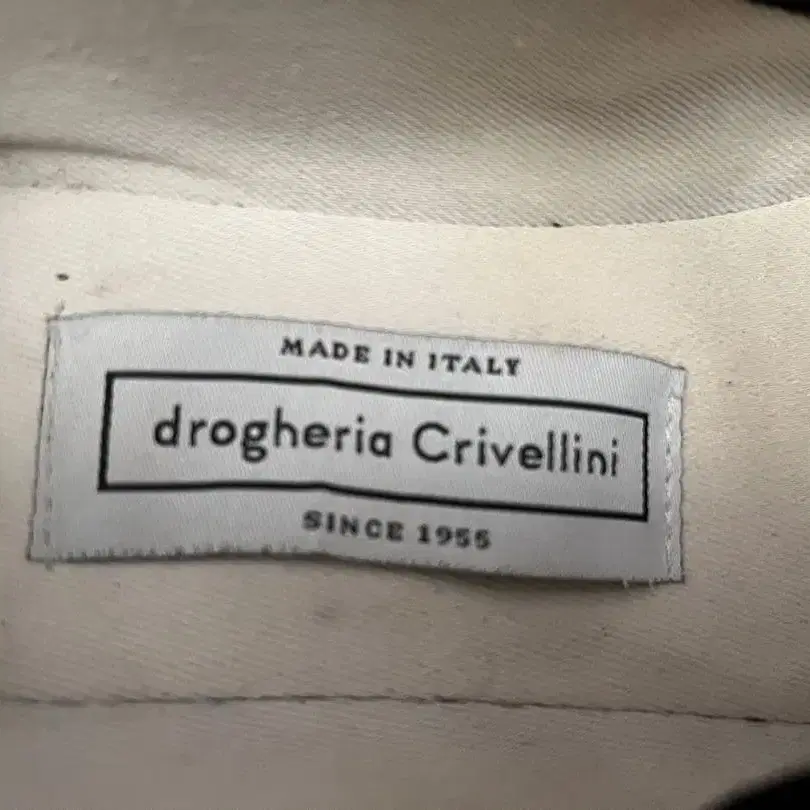 MADE IN ITALY
drogheria Crivellini
SINCE 1955